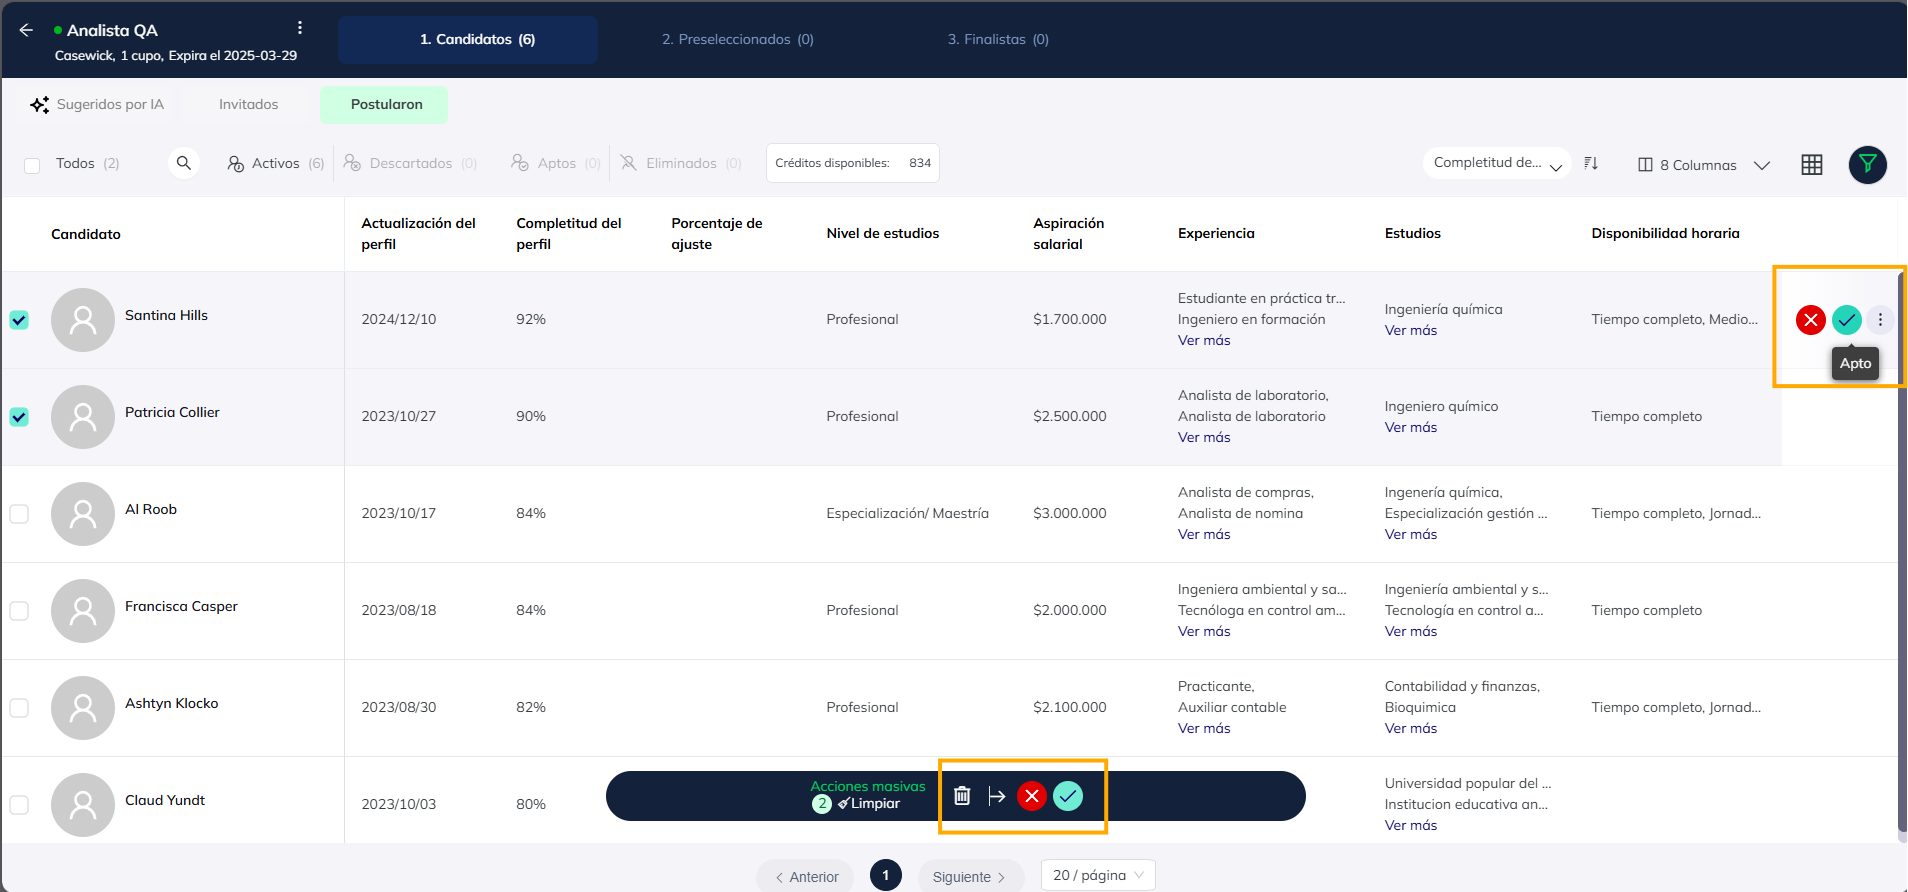 Analista QA
Casewick, 1 cupo, Expira el 2025-03-29
1. Candidatos (6)
2. Preseleccionados (0)
3. Finalistas (0)
Sugeridos por IA
Invitados
Postularon
Todos (2)
Activos (6)
Descartados (0)
Aptos (0)
Eliminados (0)
Créditos disponibles: 834
Completitud de...
8 Columnas
Candidato
Actualización del
perfil
Completitud del
perfil
Porcentaje de
ajuste
Nivel de estudios
Aspiración
salarial
Experiencia
Estudios
Disponibilidad horaria
Santina Hills
2024/12/10
92%
Profesional
$1.700.000
Estudiante en práctica tr...
Ingeniero en formación
Ver más
Ingeniería química
Ver más
Tiempo completo, Medio...
Apto
Patricia Collier
2023/10/27
90%
Profesional
$2.500.000
Analista de laboratorio,
Analista de laboratorio
Ver más
Ingeniero químico
Ver más
Tiempo completo
Al Roob
2023/10/17
84%
Especialización/ Maestría
$3.000.000
Analista de compras,
Analista de nomina
Ver más
Ingenería química,
Especialización gestión ...
Ver más
Tiempo completo, Jornad...
Francisca Casper
2023/08/18
84%
Profesional
$2.000.000
Ingeniera ambiental y sa...
Tecnóloga en control am...
Ver más
Ingeniería ambiental y s...
Tecnología en control a...
Ver más
Tiempo completo
Ashtyn Klocko
2023/08/30
82%
Profesional
$2.100.000
Practicante,
Auxiliar contable
Ver más
Contabilidad y finanzas,
Bioquimica
Ver más
Tiempo completo, Jornad...
Claud Yundt
2023/10/03
80%
Universidad popular del ...
Institucion educativa an...
Ver más
Acciones masivas
2 Limpiar
Anterior
1
Siguiente
20 / página